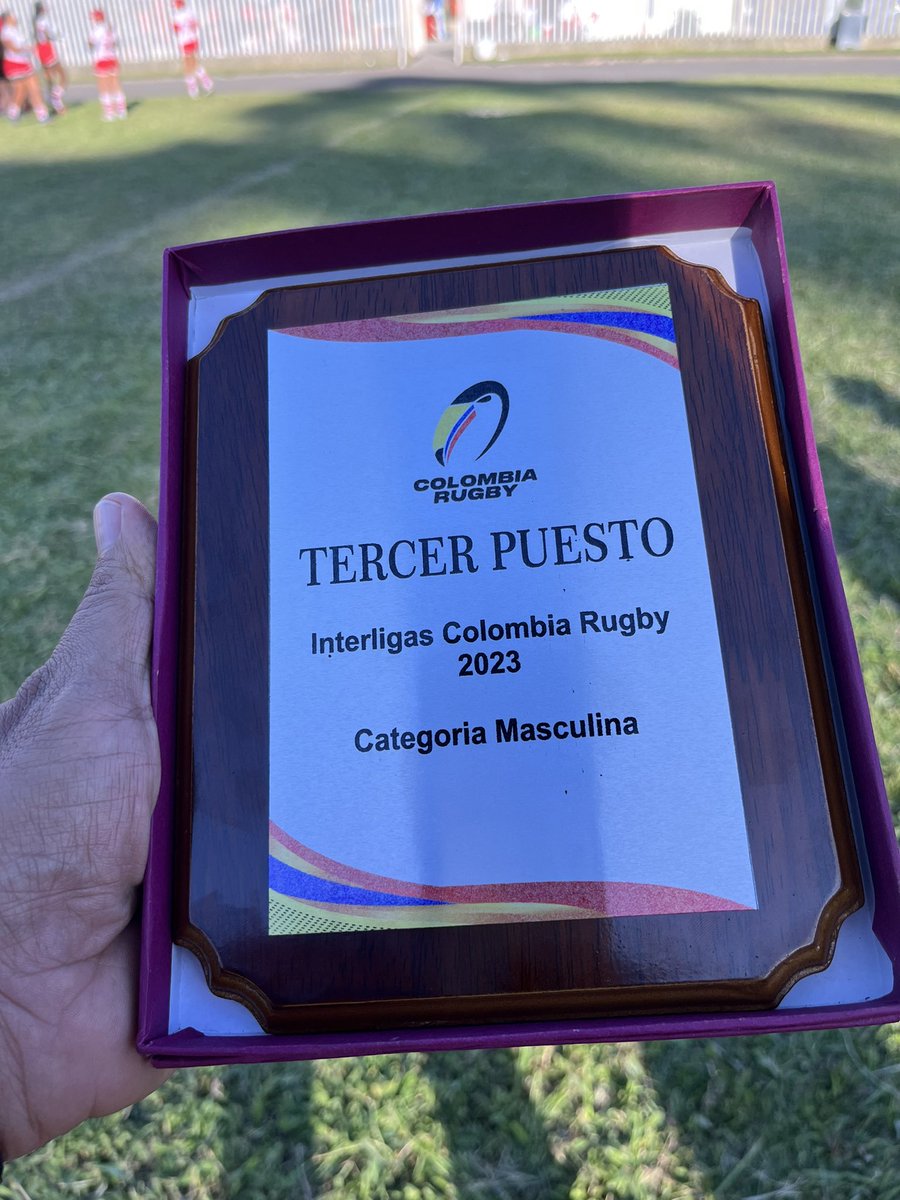 COLOMBIA
RUGBY
TERCER PUESTO
Interligas Colombia Rugby
2023
Categoria Masculina